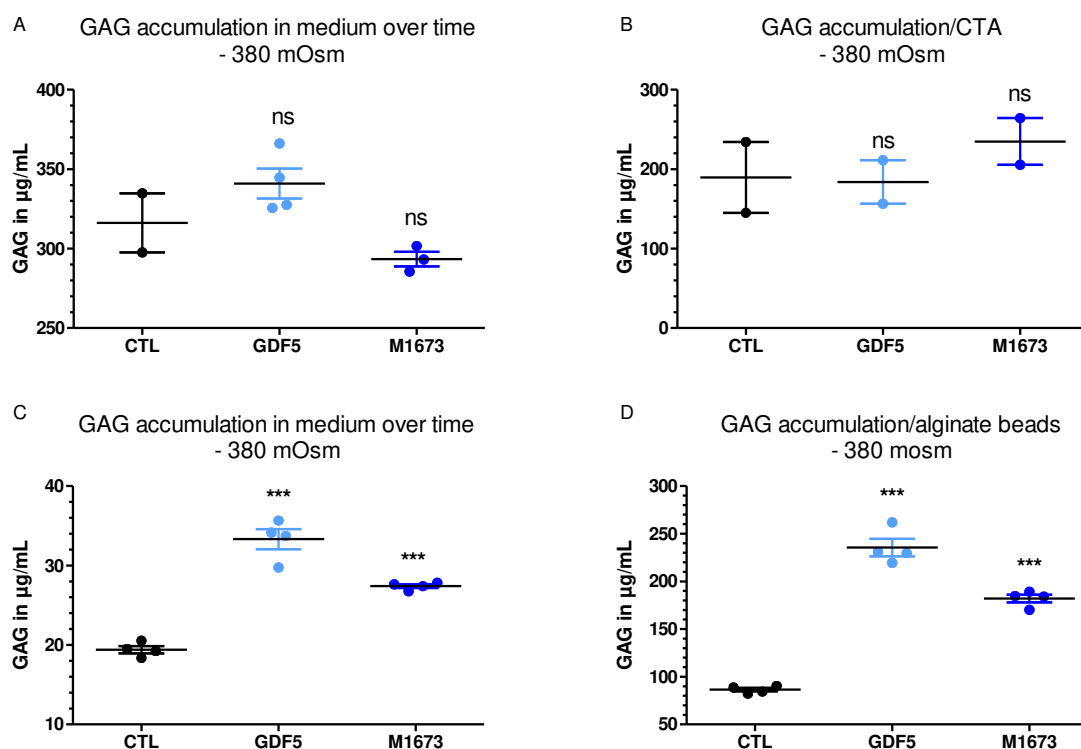 A
GAG accumulation in medium over time
- 380 mOsm
GAG in µg/mL
400
350
300
250
ns
ns
CTL
GDF5
M1673
B
GAG accumulation/CTA
- 380 mOsm
GAG in µg/mL
300
200
100
0
ns
ns
CTL
GDF5
M1673
C
GAG accumulation in medium over time
- 380 mOsm
GAG in µg/mL
40
30
20
10
***
***
CTL
GDF5
M1673
D
GAG accumulation/alginate beads
- 380 mosm
GAG in µg/mL
300
250
200
150
100
50
***
***
CTL
GDF5
M1673